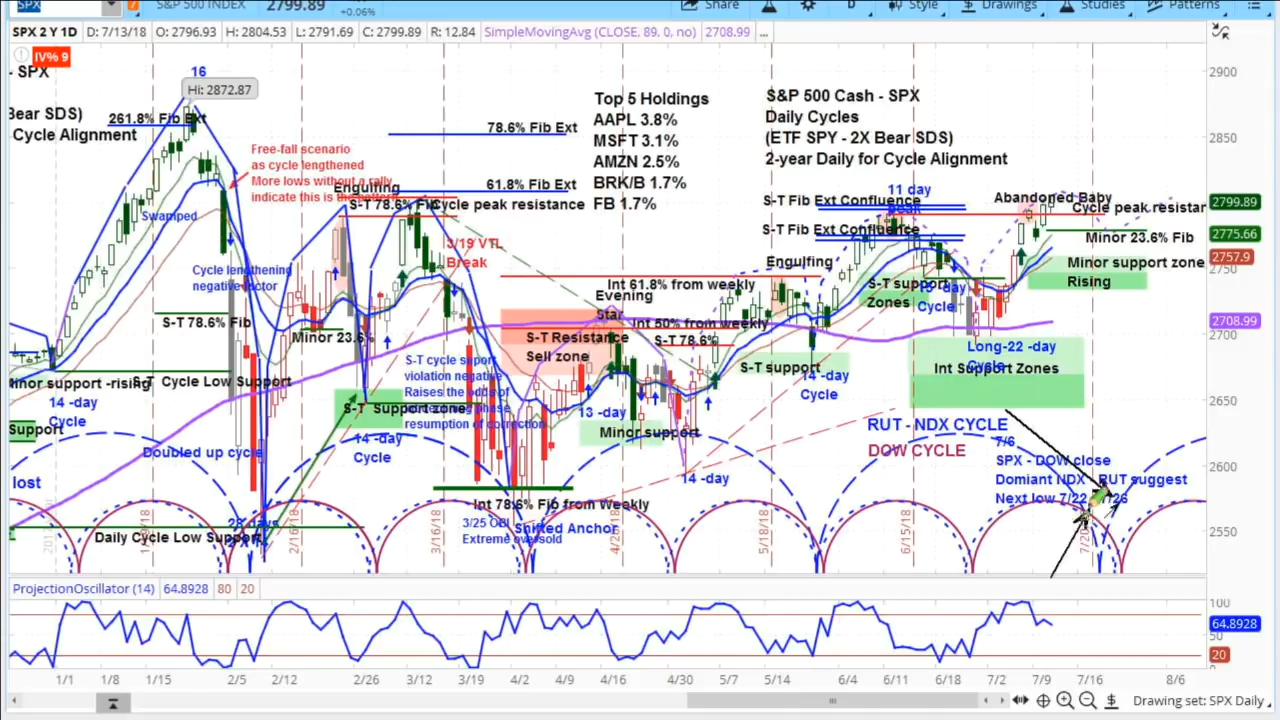 SPX
S&P 500 INDEX
2799.89
+0.06%
Share
D
Style
Drawings
Studies
Patterns
SPX 2 Y 1D
D: 7/13/18
O: 2796.93
H: 2804.53
L: 2791.69
C: 2799.89
R: 12.84
SimpleMovingAvg (CLOSE, 89, 0, no)
2708.99
...
IV% 9
- SPX
16
Hi: 2872.87
Bear SDS)
Cycle Alignment
261.8% Fib Ext
Free-fall scenario
as cycle lengthened
More lows without a rally
indicate this is the pattern
Engulfing
S-T 78.6% Fib
Cycle peak resistance
78.6% Fib Ext
61.8% Fib Ext
Top 5 Holdings
AAPL 3.8%
MSFT 3.1%
AMZN 2.5%
BRK/B 1.7%
FB 1.7%
S&P 500 Cash - SPX
Daily Cycles
(ETF SPY - 2X Bear SDS)
2-year Daily for Cycle Alignment
11 day
peak
S-T Fib Ext Confluence
S-T Fib Ext Confluence
Abandoned Baby
Cycle peak resistar
Minor 23.6% Fib
Minor support zone
Rising
Swamped
Cycle lengthening
negative factor
3/19 VTL
Break
Engulfing
Int 61.8% from weekly
Evening
Star
Int 50% from weekly
S-T 78.6%
S-T support
Zones
Cycle
S-T 78.6% Fib
Minor 23.6%
S-T Resistance
Sell zone
S-T support
14 -day
Cycle
Long-22 -day
Cycle
Int Support Zones
Minor support -rising
S-T Cycle Low Support
14 -day
Cycle
Support
S-T Support zone
S-T cycle suport
violation negative
Raises the odds of
resumption of correction
13 -day
Minor support
14 -day
Cycle
Doubled up cycle
lost
14 -day
RUT - NDX CYCLE
DOW CYCLE
7/6
SPX - DOW close
Domiant NDX - RUT suggest
Next low 7/22 - 7/26
Int 78.6% Fib from Weekly
3/25 OBI
Extreme oversold
Shifted Anchor
28 days
Daily Cycle Low Support
2/16/18
3/16/18
4/20/18
5/18/18
6/15/18
2900
2850
2799.89
2775.66
2757.9
2750
2708.99
2650
2600
2550
ProjectionOscillator (14)
64.8928
80
20
100
64.8928
50
20
1/1
1/8
1/15
2/5
2/12
2/26
3/12
3/19
4/2
4/9
4/16
4/30
5/7
5/14
6/4
6/11
6/18
7/2
7/9
7/16
8/6
Drawing set: SPX Daily